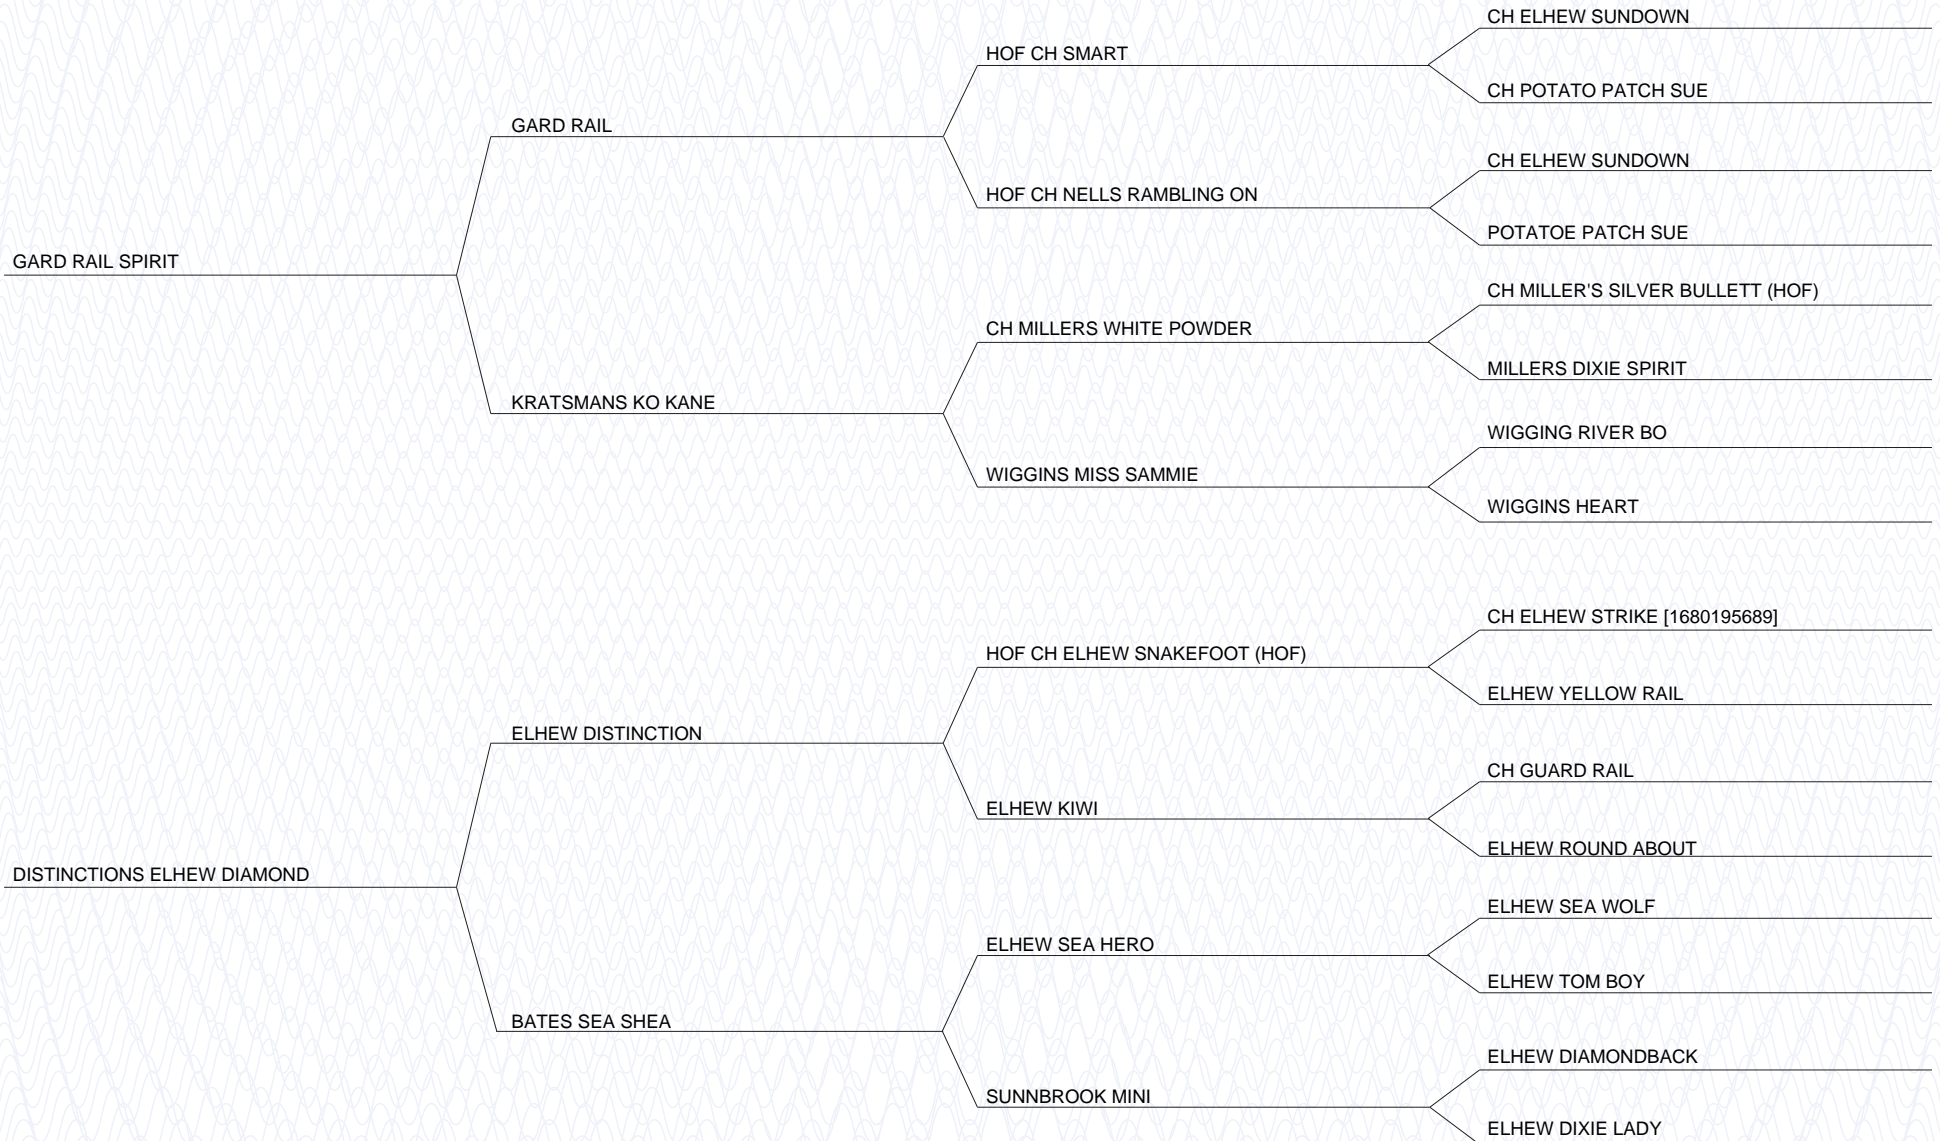 CH ELHEW SUNDOWN
HOF CH SMART
CH POTATO PATCH SUE
GARD RAIL
CH ELHEW SUNDOWN
HOF CH NELLS RAMBLING ON
POTATOE PATCH SUE
GARD RAIL SPIRIT
CH MILLER'S SILVER BULLETT (HOF)
CH MILLERS WHITE POWDER
MILLERS DIXIE SPIRIT
KRATSMANS KO KANE
WIGGING RIVER BO
WIGGINS MISS SAMMIE
WIGGINS HEART
CH ELHEW STRIKE [1680195689]
HOF CH ELHEW SNAKEFOOT (HOF)
ELHEW YELLOW RAIL
ELHEW DISTINCTION
CH GUARD RAIL
ELHEW KIWI
ELHEW ROUND ABOUT
DISTINCTIONS ELHEW DIAMOND
ELHEW SEA WOLF
ELHEW SEA HERO
ELHEW TOM BOY
BATES SEA SHEA
ELHEW DIAMONDBACK
SUNNBROOK MINI
ELHEW DIXIE LADY